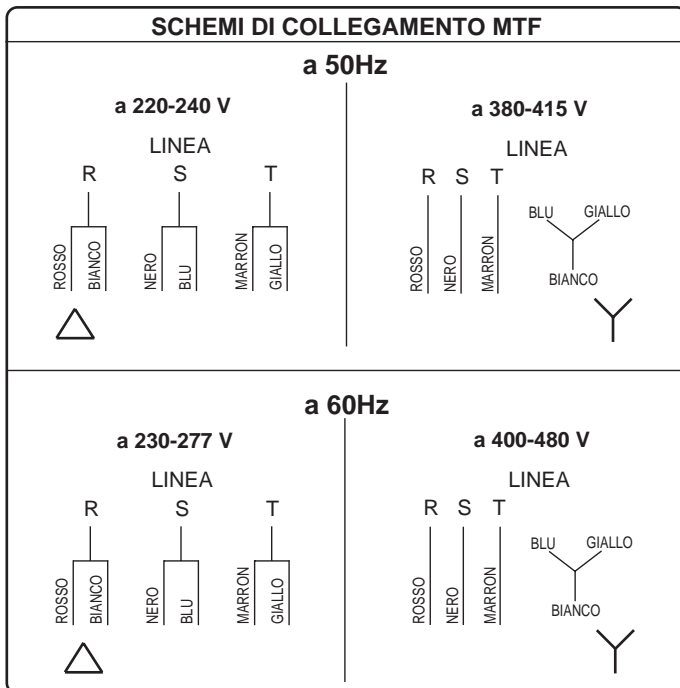 SCHEMI DI COLLEGAMENTO MTF
a 50Hz
a 220-240 V
LINEA
R S T
ROSSO BIANCO NERO BLU MARRON GIALLO
a 380-415 V
LINEA
R S T
ROSSO NERO MARRON
BLU GIALLO
BIANCO
a 60Hz
a 230-277 V
LINEA
R S T
ROSSO BIANCO NERO BLU MARRON GIALLO
a 400-480 V
LINEA
R S T
ROSSO NERO MARRON
BLU GIALLO
BIANCO